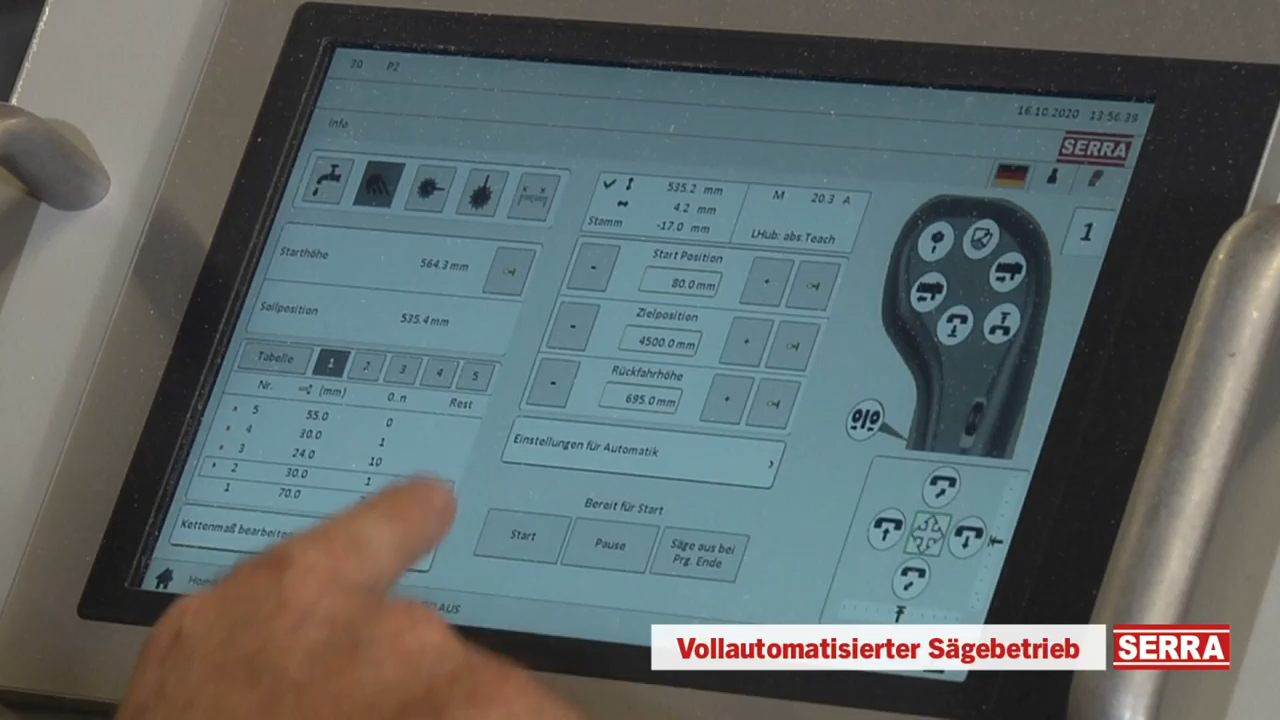 30 P2
16.10.2020 13:56:39
Info
SERRA
535.2 mm
4.2 mm
Stamm -17.0 mm
M 20.3 A
LHub: abs.Teach
1
Starthöhe 564.3 mm
Sollposition 535.4 mm
Start Position
- 80.0 mm +
Zielposition
- 4500.0 mm +
Rückfahrhöhe
- 695.0 mm +
Tabelle 1 2 3 4 5
Nr. (mm) 0..n Rest
x 5 55.0 0
x 4 30.0 1
x 3 24.0 10
2 30.0 1
1 70.0
Kettenmaß bearbeiten
Einstellungen für Automatik ›
Bereit für Start
Start
Pause
Säge aus bei
Prg. Ende
AUS
Vollautomatisierter Sägebetrieb
SERRA